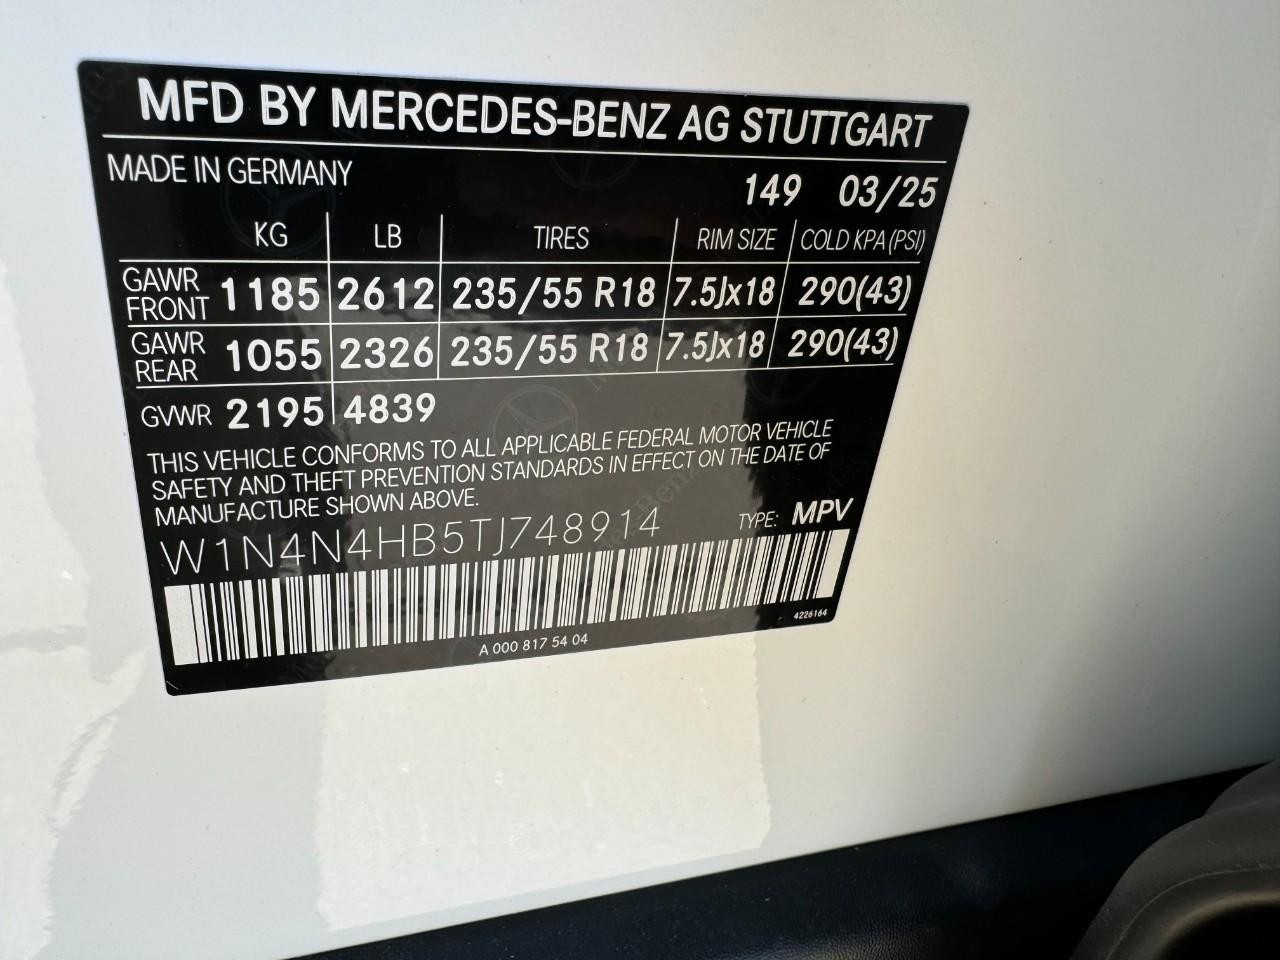 MFD BY MERCEDES-BENZ AG STUTTGART
MADE IN GERMANY
149 03/25
KG LB TIRES RIM SIZE COLD KPA (PSI)
GAWR FRONT 1185 2612 235/55 R18 7.5Jx18 290(43)
GAWR REAR 1055 2326 235/55 R18 7.5Jx18 290(43)
GVWR 2195 4839
THIS VEHICLE CONFORMS TO ALL APPLICABLE FEDERAL MOTOR VEHICLE
SAFETY AND THEFT PREVENTION STANDARDS IN EFFECT ON THE DATE OF
MANUFACTURE SHOWN ABOVE.
W1N4N4HB5TJ748914 TYPE: MPV
4226164
A 000 817 54 04